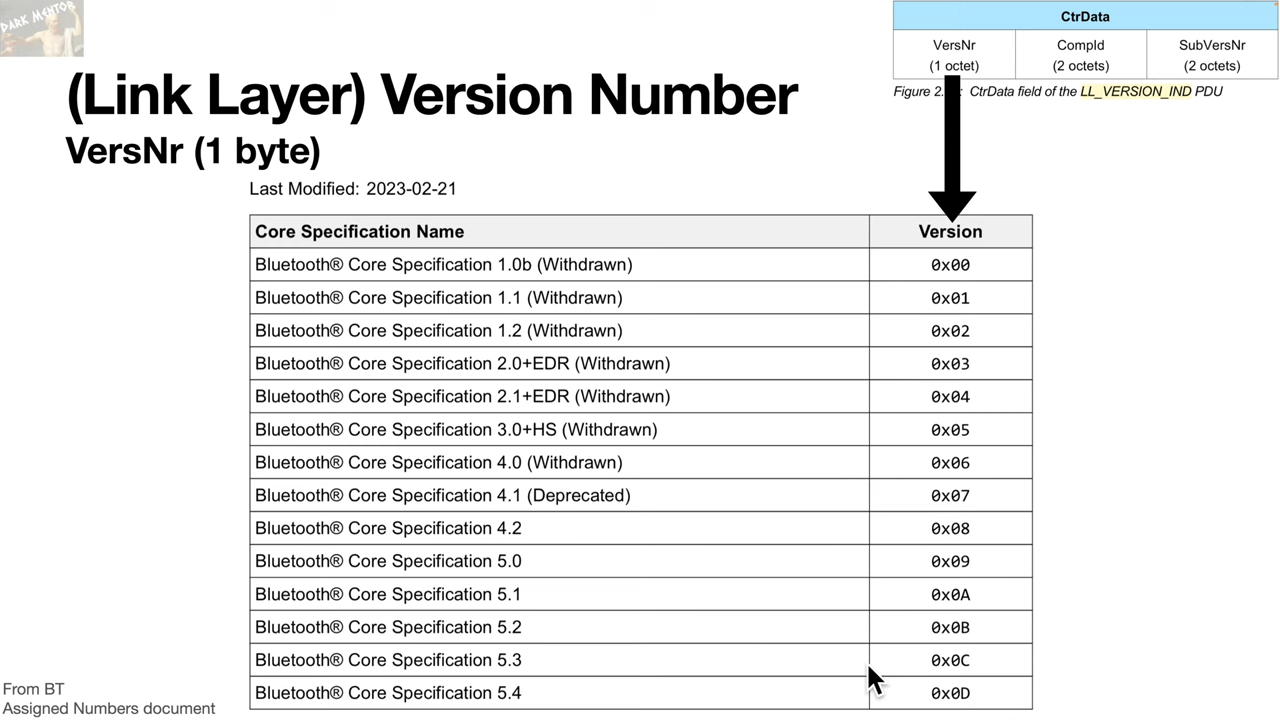 DARK MENTOR
CtrData
VersNr CompId SubVersNr
(1 octet) (2 octets) (2 octets)
Figure 2. : CtrData field of the LL_VERSION_IND PDU
(Link Layer) Version Number
VersNr (1 byte)
Last Modified: 2023-02-21
Core Specification Name Version
Bluetooth® Core Specification 1.0b (Withdrawn) 0x00
Bluetooth® Core Specification 1.1 (Withdrawn) 0x01
Bluetooth® Core Specification 1.2 (Withdrawn) 0x02
Bluetooth® Core Specification 2.0+EDR (Withdrawn) 0x03
Bluetooth® Core Specification 2.1+EDR (Withdrawn) 0x04
Bluetooth® Core Specification 3.0+HS (Withdrawn) 0x05
Bluetooth® Core Specification 4.0 (Withdrawn) 0x06
Bluetooth® Core Specification 4.1 (Deprecated) 0x07
Bluetooth® Core Specification 4.2 0x08
Bluetooth® Core Specification 5.0 0x09
Bluetooth® Core Specification 5.1 0x0A
Bluetooth® Core Specification 5.2 0x0B
Bluetooth® Core Specification 5.3 0x0C
Bluetooth® Core Specification 5.4 0x0D
From BT
Assigned Numbers document